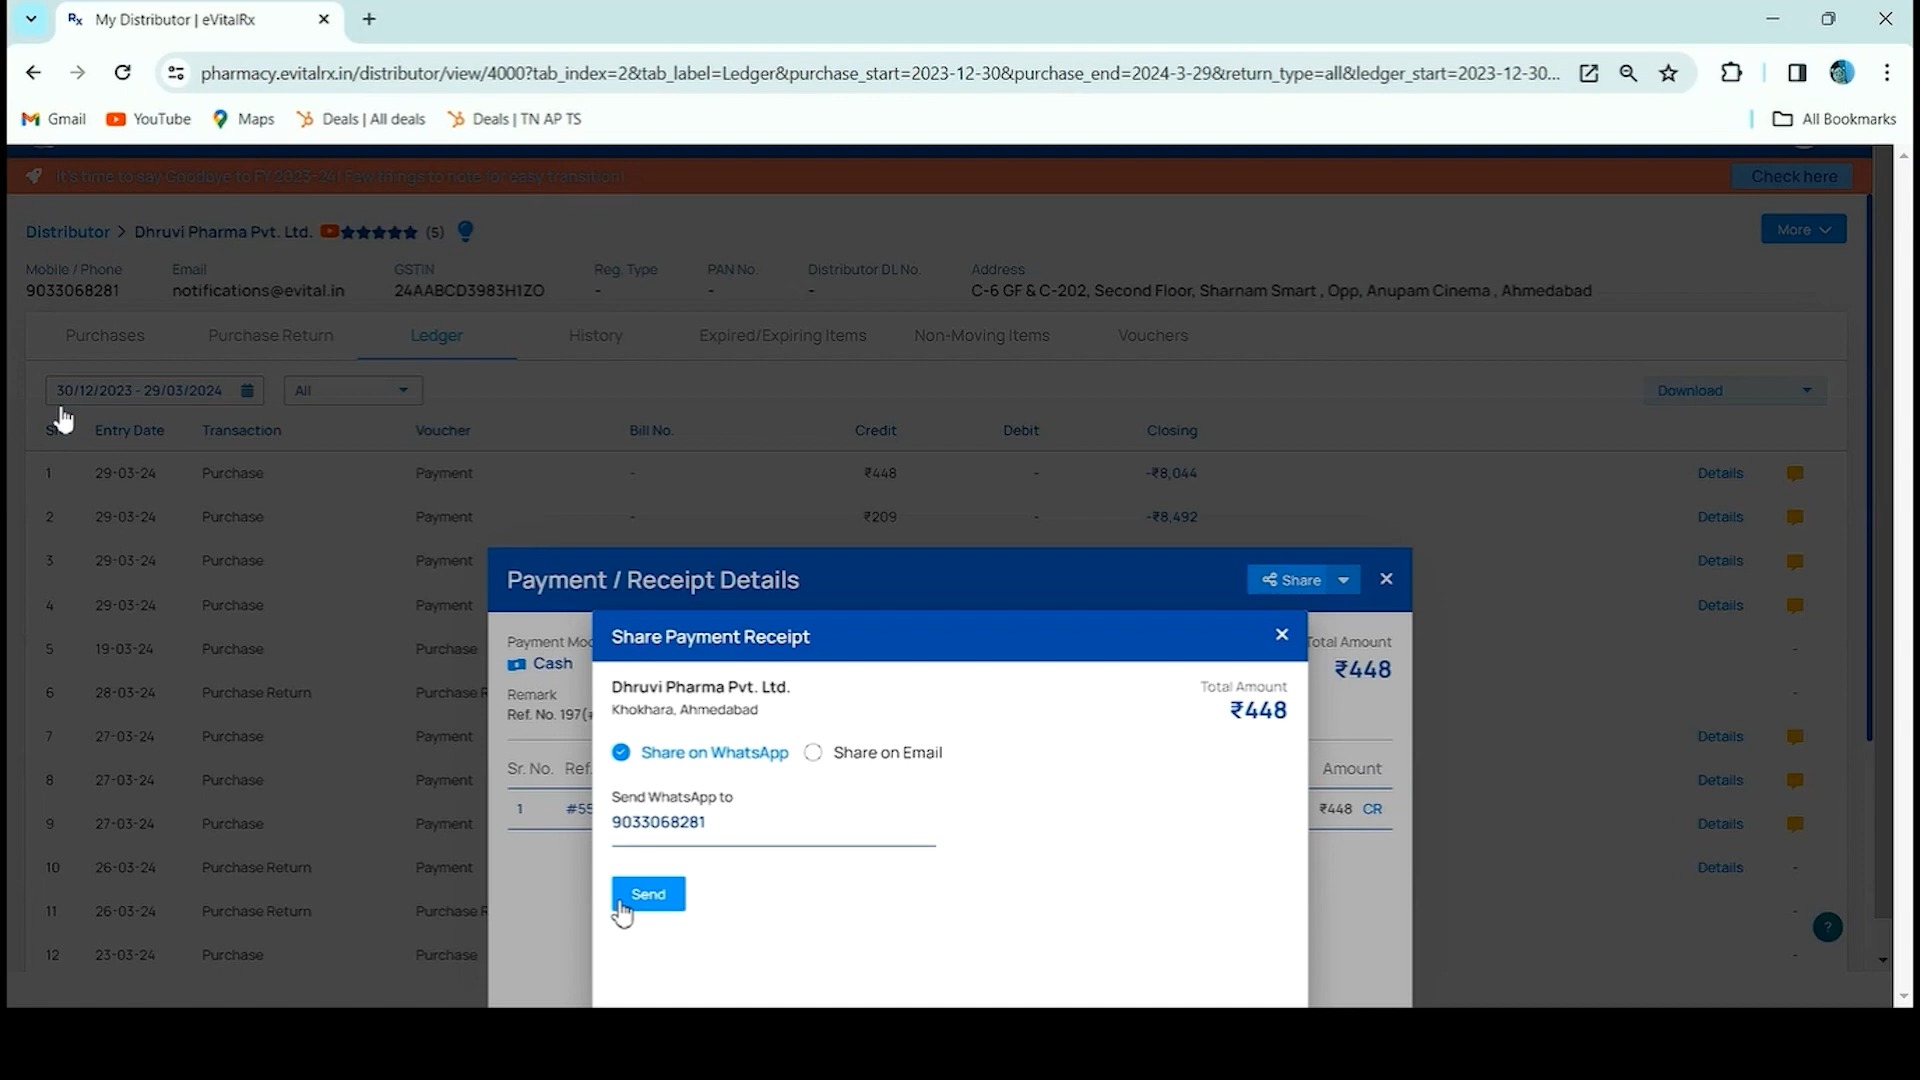 Rx My Distributor | eVitalRx
pharmacy.evitalrx.in/distributor/view/4000?tab_index=2&tab_label=Ledger&purchase_start=2023-12-30&purchase_end=2024-3-29&return_type=all&ledger_start=2023-12-30...
Gmail YouTube Maps Deals | All deals Deals | TN AP TS All Bookmarks
It's time to say Goodbye to FY 2023-24! Few things to note for easy transition! Check here
Distributor > Dhruvi Pharma Pvt. Ltd. (5) More
Mobile / Phone Email GSTIN Reg. Type PAN No. Distributor DL No. Address
9033068281 notifications@evital.in 24AABCD3983H1ZO - - - C-6 GF & C-202, Second Floor, Sharnam Smart , Opp, Anupam Cinema , Ahmedabad
Purchases Purchase Return Ledger History Expired/Expiring Items Non-Moving Items Vouchers
30/12/2023 - 29/03/2024 All Download
Entry Date Transaction Voucher Bill No. Credit Debit Closing
1 29-03-24 Purchase Payment - ₹448 - -₹8,044 Details
2 29-03-24 Purchase Payment - ₹209 - -₹8,492 Details
3 29-03-24 Purchase Payment Details
4 29-03-24 Purchase Payment Details
5 19-03-24 Purchase Purchase -
6 28-03-24 Purchase Return Purchase R -
7 27-03-24 Purchase Payment Details
8 27-03-24 Purchase Payment Details
9 27-03-24 Purchase Payment Details
10 26-03-24 Purchase Return Payment Details -
11 26-03-24 Purchase Return Purchase R -
12 23-03-24 Purchase Purchase -
Payment / Receipt Details Share
Payment Mod Total Amount
Cash ₹448
Remark
Ref. No. 197(
Sr. No. Ref. Amount
1 #55 ₹448 CR
Share Payment Receipt
Dhruvi Pharma Pvt. Ltd. Total Amount
Khokhara, Ahmedabad ₹448
Share on WhatsApp Share on Email
Send WhatsApp to
9033068281
Send
?